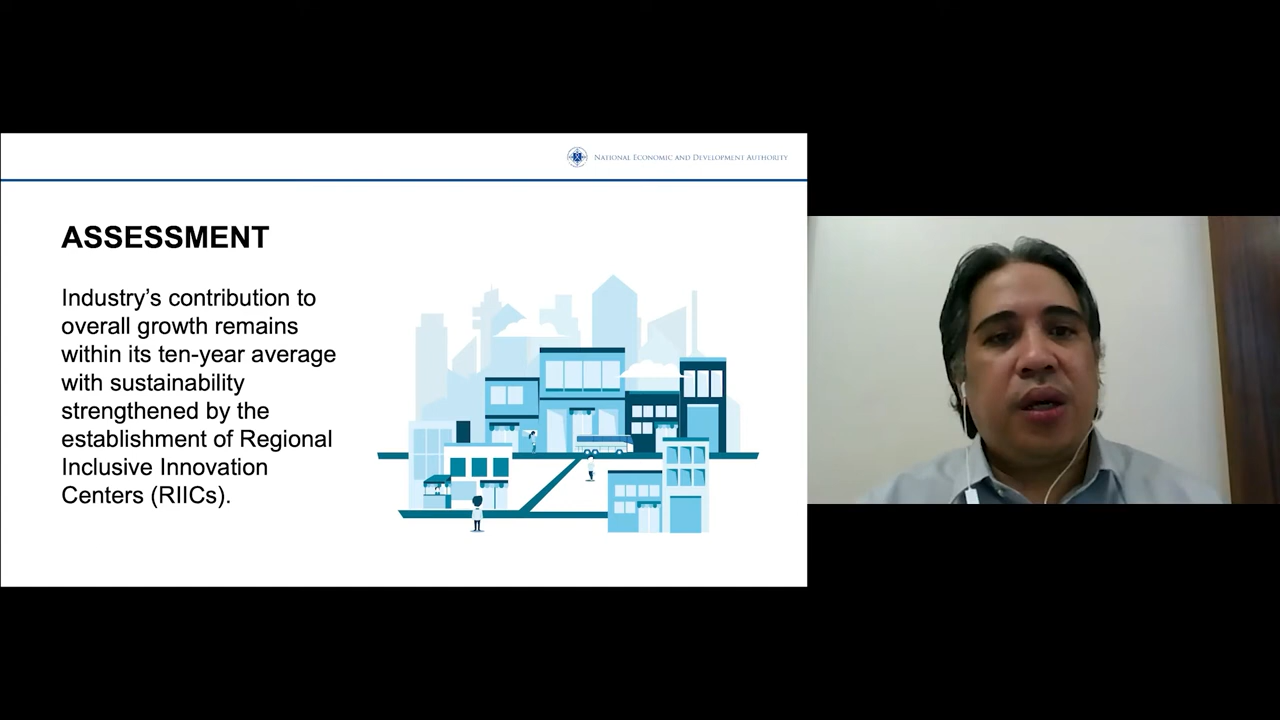 NATIONAL ECONOMIC AND DEVELOPMENT AUTHORITY
ASSESSMENT
Industry’s contribution to
overall growth remains
within its ten-year average
with sustainability
strengthened by the
establishment of Regional
Inclusive Innovation
Centers (RIICs).